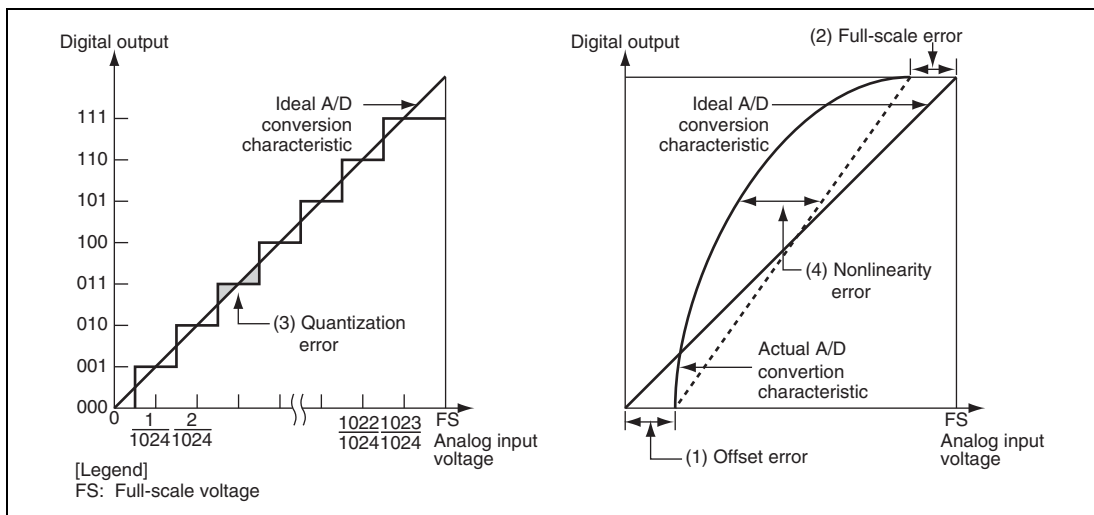 Digital output
Ideal A/D
conversion
characteristic
111
110
101
100
011
010
001
000
(3) Quantization
error
0
1
1024
2
1024
1022
1024
1023
1024
FS
Analog input
voltage
[Legend]
FS: Full-scale voltage
(2) Full-scale error
Digital output
Ideal A/D
conversion
characteristic
(4) Nonlinearity
error
Actual A/D
convertion
characteristic
FS
Analog input
voltage
(1) Offset error